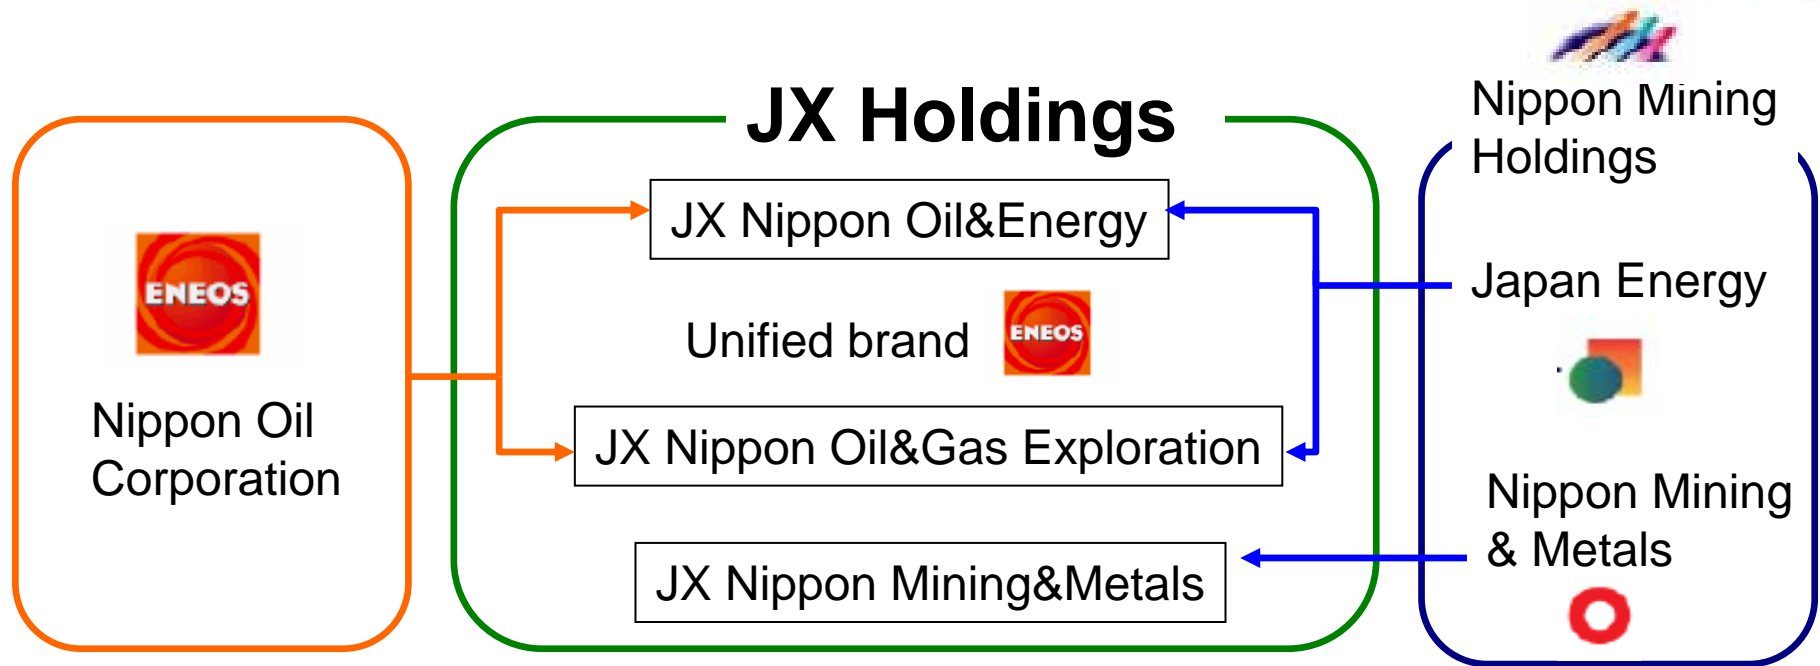 ENEOS
Nippon Oil
Corporation
JX Holdings
JX Nippon Oil&Energy
Unified brand
ENEOS
JX Nippon Oil&Gas Exploration
JX Nippon Mining&Metals
Nippon Mining
Holdings
Japan Energy
Nippon Mining
& Metals